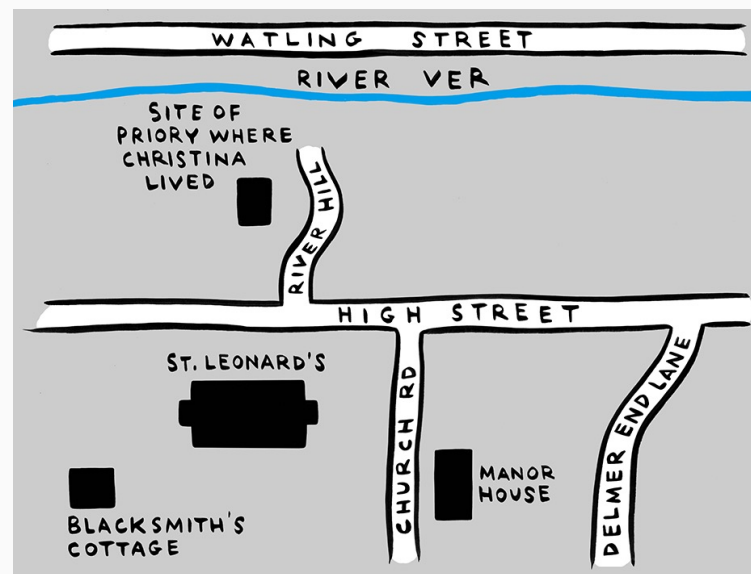 WATLING STREET
RIVER VER
SITE OF
PRIORY WHERE
CHRISTINA
LIVED
RIVER HILL
HIGH STREET
ST. LEONARD'S
CHURCH RD
DELMER END LANE
MANOR
HOUSE
BLACKSMITH'S
COTTAGE